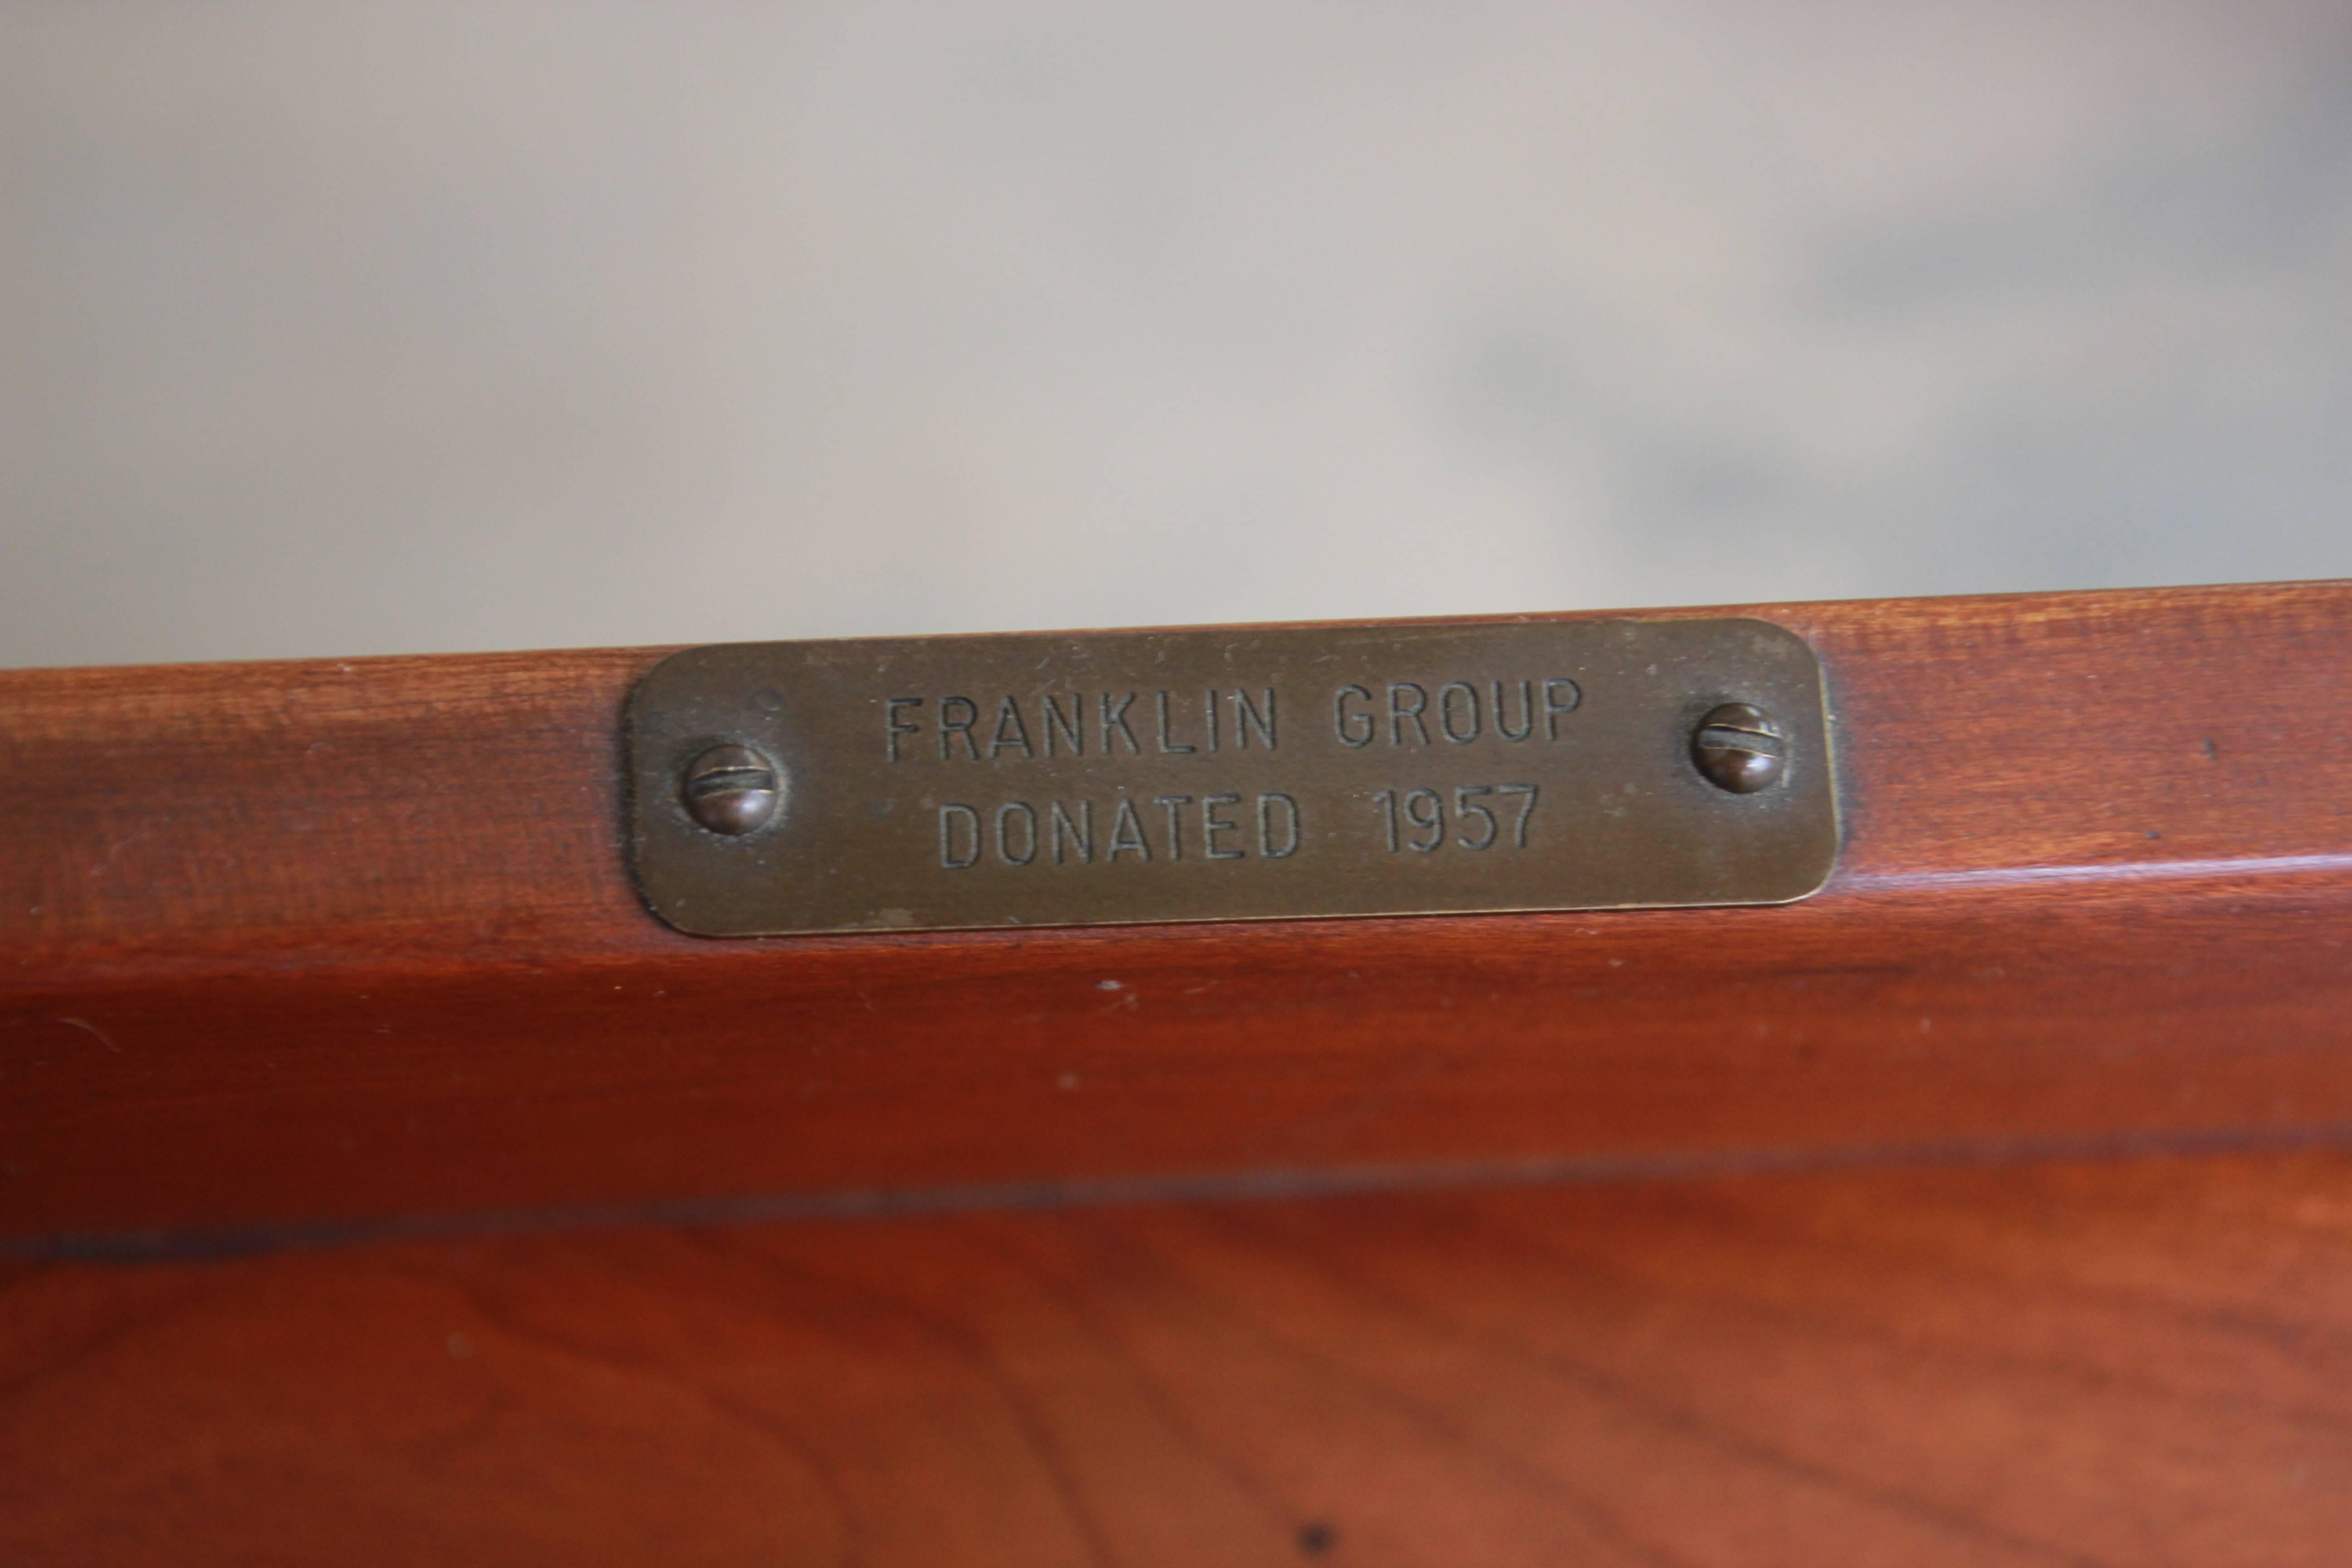 FRANKLIN GROUP
DONATED 1957